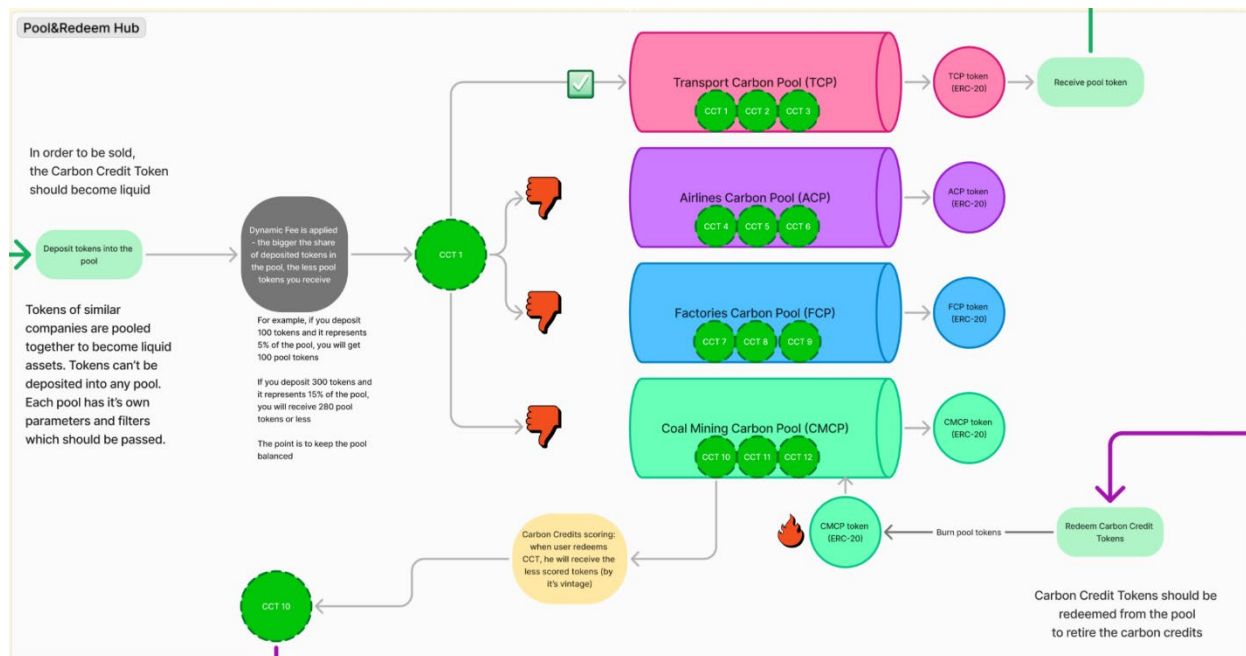 Pool&Redeem Hub
In order to be sold,
the Carbon Credit Token
should become liquid
Deposit tokens into the
pool
Tokens of similar
companies are pooled
together to become liquid
assets. Tokens can't be
deposited into any pool.
Each pool has it's own
parameters and filters
which should be passed.
Dynamic Fee is applied
- the bigger the share
of deposited tokens in
the pool, the less pool
tokens you receive
For example, if you deposit
100 tokens and it represents
5% of the pool, you will get
100 pool tokens
If you deposit 300 tokens and
it represents 15% of the pool,
you will receive 280 pool
tokens or less
The point is to keep the pool
balanced
CCT 1
Transport Carbon Pool (TCP)
CCT 1
CCT 2
CCT 3
TCP token
(ERC-20)
Receive pool token
Airlines Carbon Pool (ACP)
CCT 4
CCT 5
CCT 6
ACP token
(ERC-20)
Factories Carbon Pool (FCP)
CCT 7
CCT 8
CCT 9
FCP token
(ERC-20)
Coal Mining Carbon Pool (CMCP)
CCT 10
CCT 11
CCT 12
CMCP token
(ERC-20)
CMCP token
(ERC-20)
Burn pool tokens
Redeem Carbon Credit
Tokens
Carbon Credit Tokens should be
redeemed from the pool
to retire the carbon credits
Carbon Credits scoring:
when user redeems
CCT, he will receive the
less scored tokens (by
it's vintage)
CCT 10